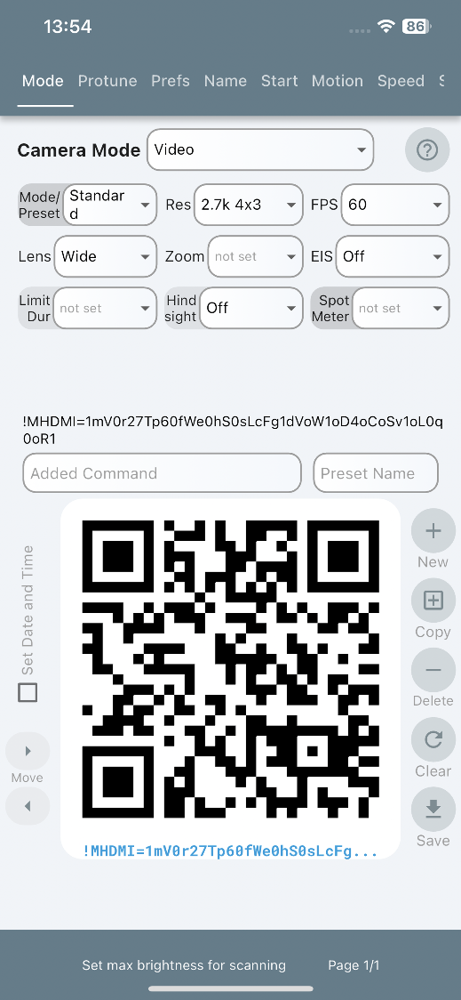 13:54
86
Mode Protune Prefs Name Start Motion Speed S
Camera Mode Video ?
Mode/
Preset
Standar
d
Res 2.7k 4x3
FPS 60
Lens Wide
Zoom not set
EIS Off
Limit
Dur
not set
Hind
sight
Off
Spot
Meter
not set
!MHDMI=1mV0r27Tp60fWe0hS0sLcFg1dVoW1oD4oCoSv1oL0q
0oR1
Added Command
Preset Name
Set Date and Time
Move
New
Copy
Delete
Clear
Save
!MHDMI=1mV0r27Tp60fWe0hS0sLcFg...
Set max brightness for scanning
Page 1/1